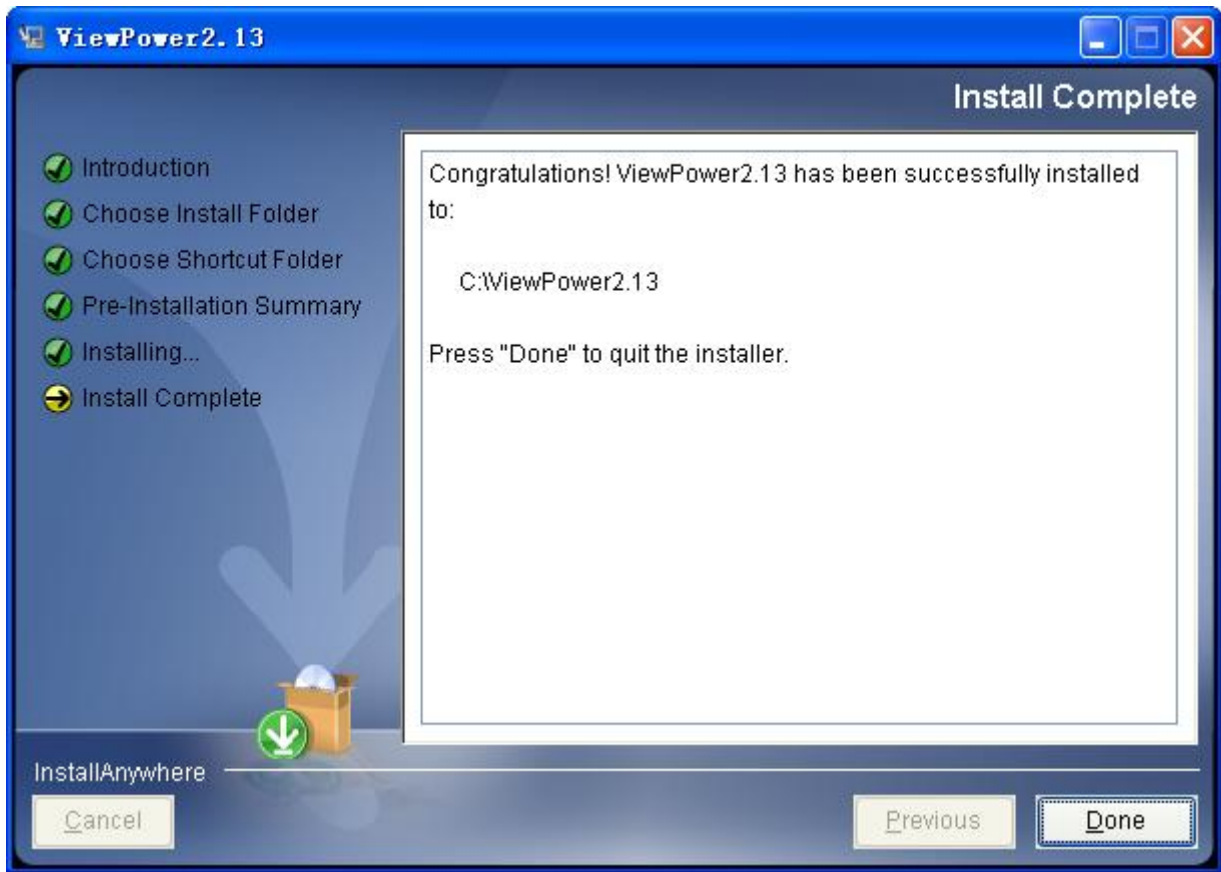 ViewPower2.13
Install Complete
Introduction
Choose Install Folder
Choose Shortcut Folder
Pre-Installation Summary
Installing...
Install Complete
Congratulations! ViewPower2.13 has been successfully installed
to:
C:\ViewPower2.13
Press "Done" to quit the installer.
InstallAnywhere
Cancel
Previous
Done